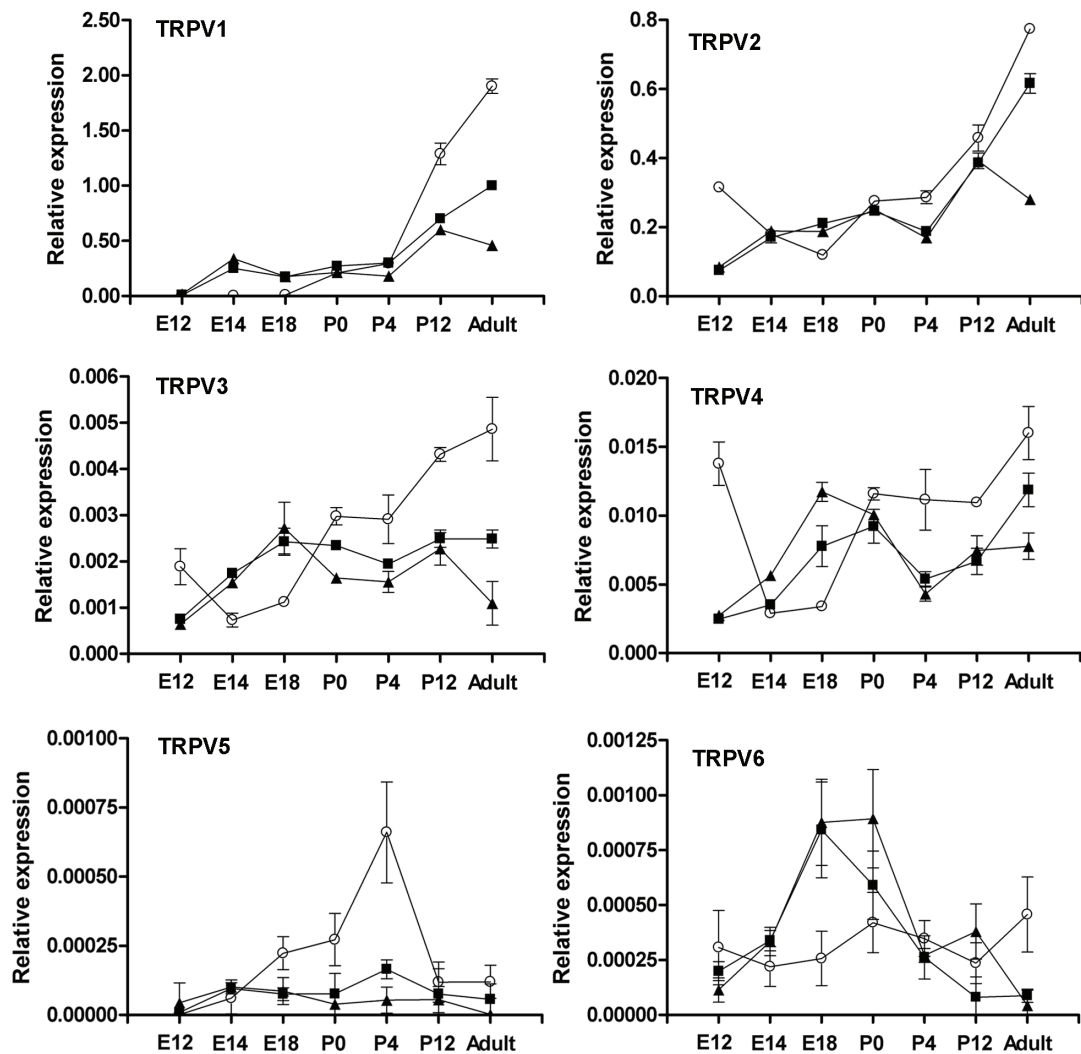 TRPV1
Relative expression
2.50
2.00
1.50
1.00
0.50
0.00
E12 E14 E18 P0 P4 P12 Adult
TRPV2
Relative expression
0.8
0.6
0.4
0.2
0.0
E12 E14 E18 P0 P4 P12 Adult
TRPV3
Relative expression
0.006
0.005
0.004
0.003
0.002
0.001
0.000
E12 E14 E18 P0 P4 P12 Adult
TRPV4
Relative expression
0.020
0.015
0.010
0.005
0.000
E12 E14 E18 P0 P4 P12 Adult
TRPV5
Relative expression
0.00100
0.00075
0.00050
0.00025
0.00000
E12 E14 E18 P0 P4 P12 Adult
TRPV6
Relative expression
0.00125
0.00100
0.00075
0.00050
0.00025
0.00000
E12 E14 E18 P0 P4 P12 Adult